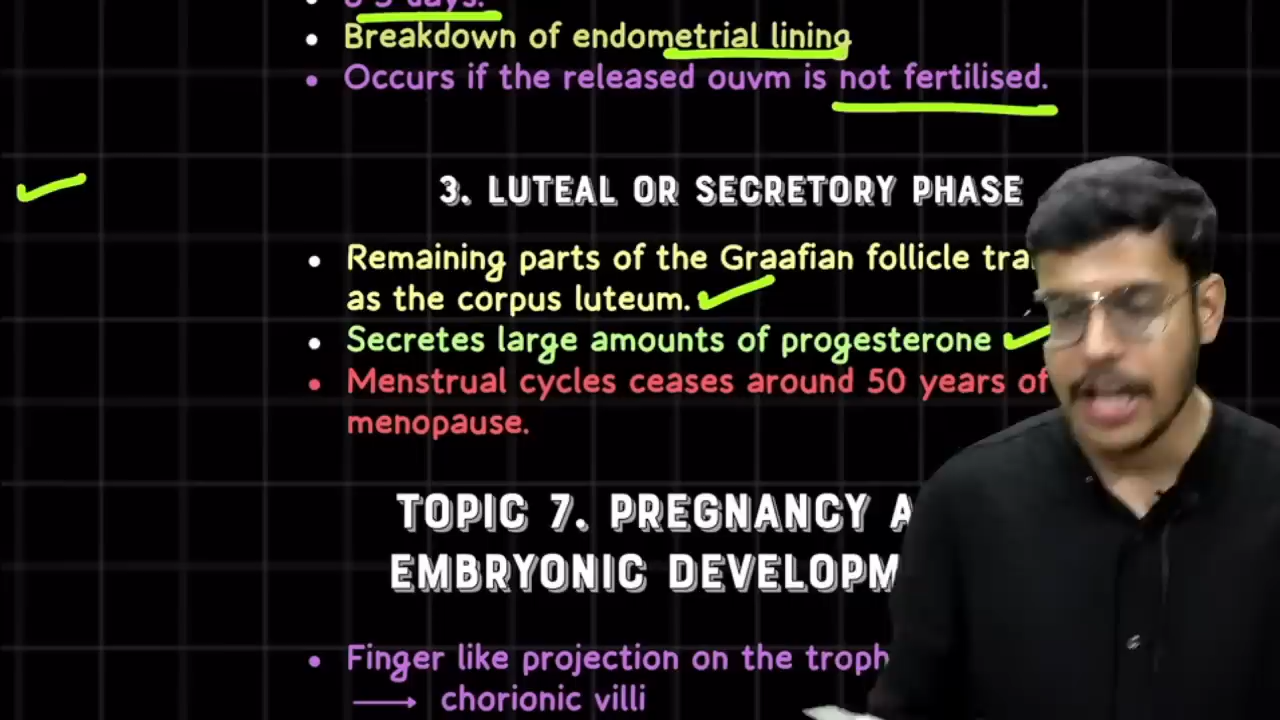 days.
Breakdown of endometrial lining
Occurs if the released ouvm is not fertilised.
3. LUTEAL OR SECRETORY PHASE
Remaining parts of the Graafian follicle
as the corpus luteum.
Secretes large amounts of progesterone
Menstrual cycles ceases around 50 years of
menopause.
TOPIC 7. PREGNANCY
EMBRYONIC
Finger like projection on the
→ chorionic villi